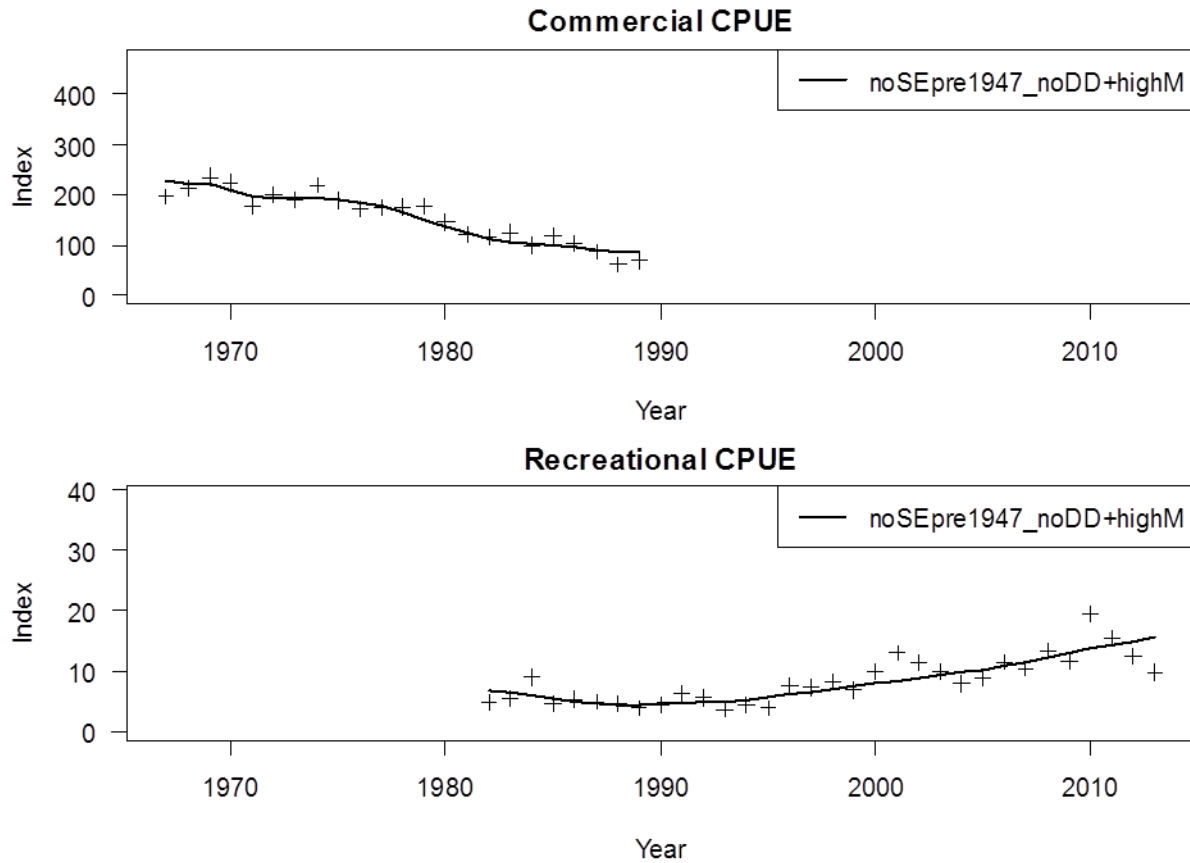 Commercial CPUE
noSEpre1947_noDD+highM
400
300
200
100
0
Index
1970 1980 1990 2000 2010
Year
Recreational CPUE
noSEpre1947_noDD+highM
40
30
20
10
0
Index
1970 1980 1990 2000 2010
Year